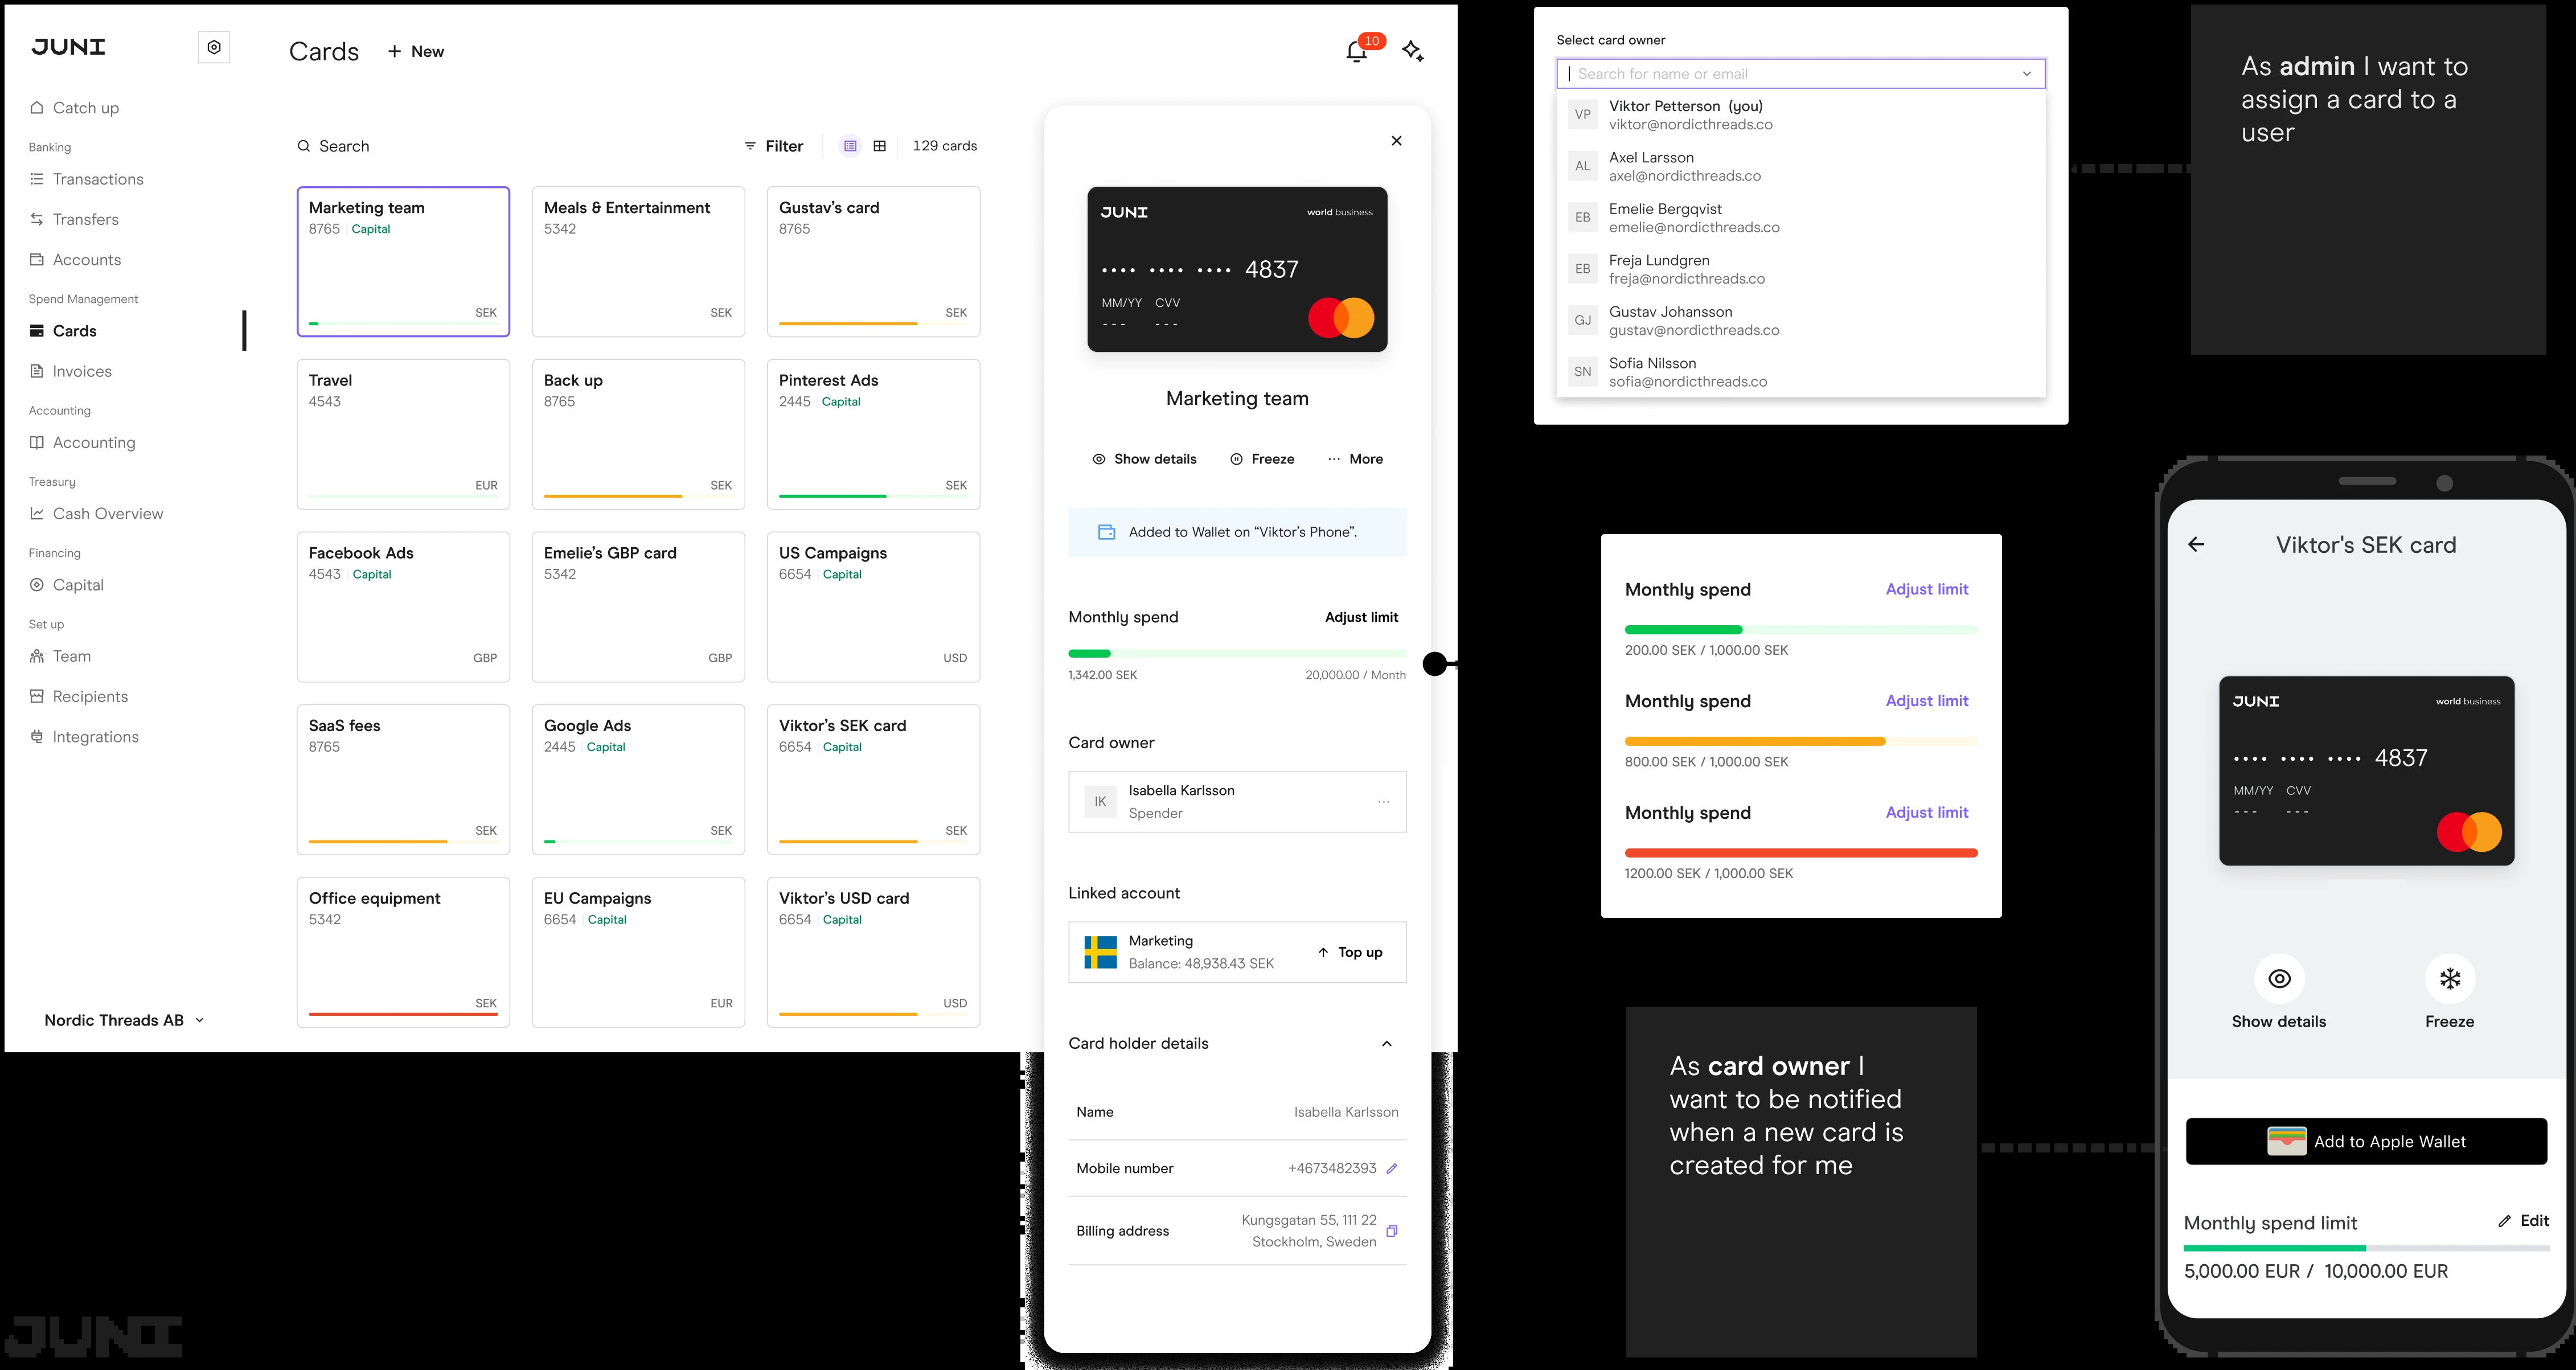 JUNI
Catch up
Banking
Transactions
Transfers
Accounts
Spend Management
Cards
Invoices
Accounting
Accounting
Treasury
Cash Overview
Financing
Capital
Set up
Team
Recipients
Integrations
Nordic Threads AB
Cards + New
10
Search
Filter
129 cards
Marketing team
8765 Capital
SEK
Meals & Entertainment
5342
SEK
Gustav's card
8765
SEK
Travel
4543
EUR
Back up
8765
SEK
Pinterest Ads
2445 Capital
SEK
Facebook Ads
4543 Capital
GBP
Emelie's GBP card
5342
GBP
US Campaigns
6654 Capital
USD
SaaS fees
8765
SEK
Google Ads
2445 Capital
SEK
Viktor's SEK card
6654 Capital
SEK
Office equipment
5342
SEK
EU Campaigns
6654 Capital
EUR
Viktor's USD card
6654 Capital
USD
JUNI world business
•••• •••• •••• 4837
MM/YY CVV
--- ---
Marketing team
Show details Freeze ··· More
Added to Wallet on “Viktor's Phone”.
Monthly spend Adjust limit
1,342.00 SEK 20,000.00 / Month
Card owner
IK
Isabella Karlsson
Spender
Linked account
Marketing
Balance: 48,938.43 SEK
Top up
Card holder details
Name Isabella Karlsson
Mobile number +4673482393
Billing address Kungsgatan 55, 111 22
Stockholm, Sweden
Select card owner
Search for name or email
VP Viktor Petterson (you)
viktor@nordicthreads.co
AL Axel Larsson
axel@nordicthreads.co
EB Emelie Bergqvist
emelie@nordicthreads.co
EB Freja Lundgren
freja@nordicthreads.co
GJ Gustav Johansson
gustav@nordicthreads.co
SN Sofia Nilsson
sofia@nordicthreads.co
As admin I want to
assign a card to a
user
Monthly spend Adjust limit
200.00 SEK / 1,000.00 SEK
Monthly spend Adjust limit
800.00 SEK / 1,000.00 SEK
Monthly spend Adjust limit
1200.00 SEK / 1,000.00 SEK
As card owner I
want to be notified
when a new card is
created for me
Viktor's SEK card
JUNI world business
•••• •••• •••• 4837
MM/YY CVV
--- ---
Show details Freeze
Add to Apple Wallet
Monthly spend limit Edit
5,000.00 EUR / 10,000.00 EUR
JUNI